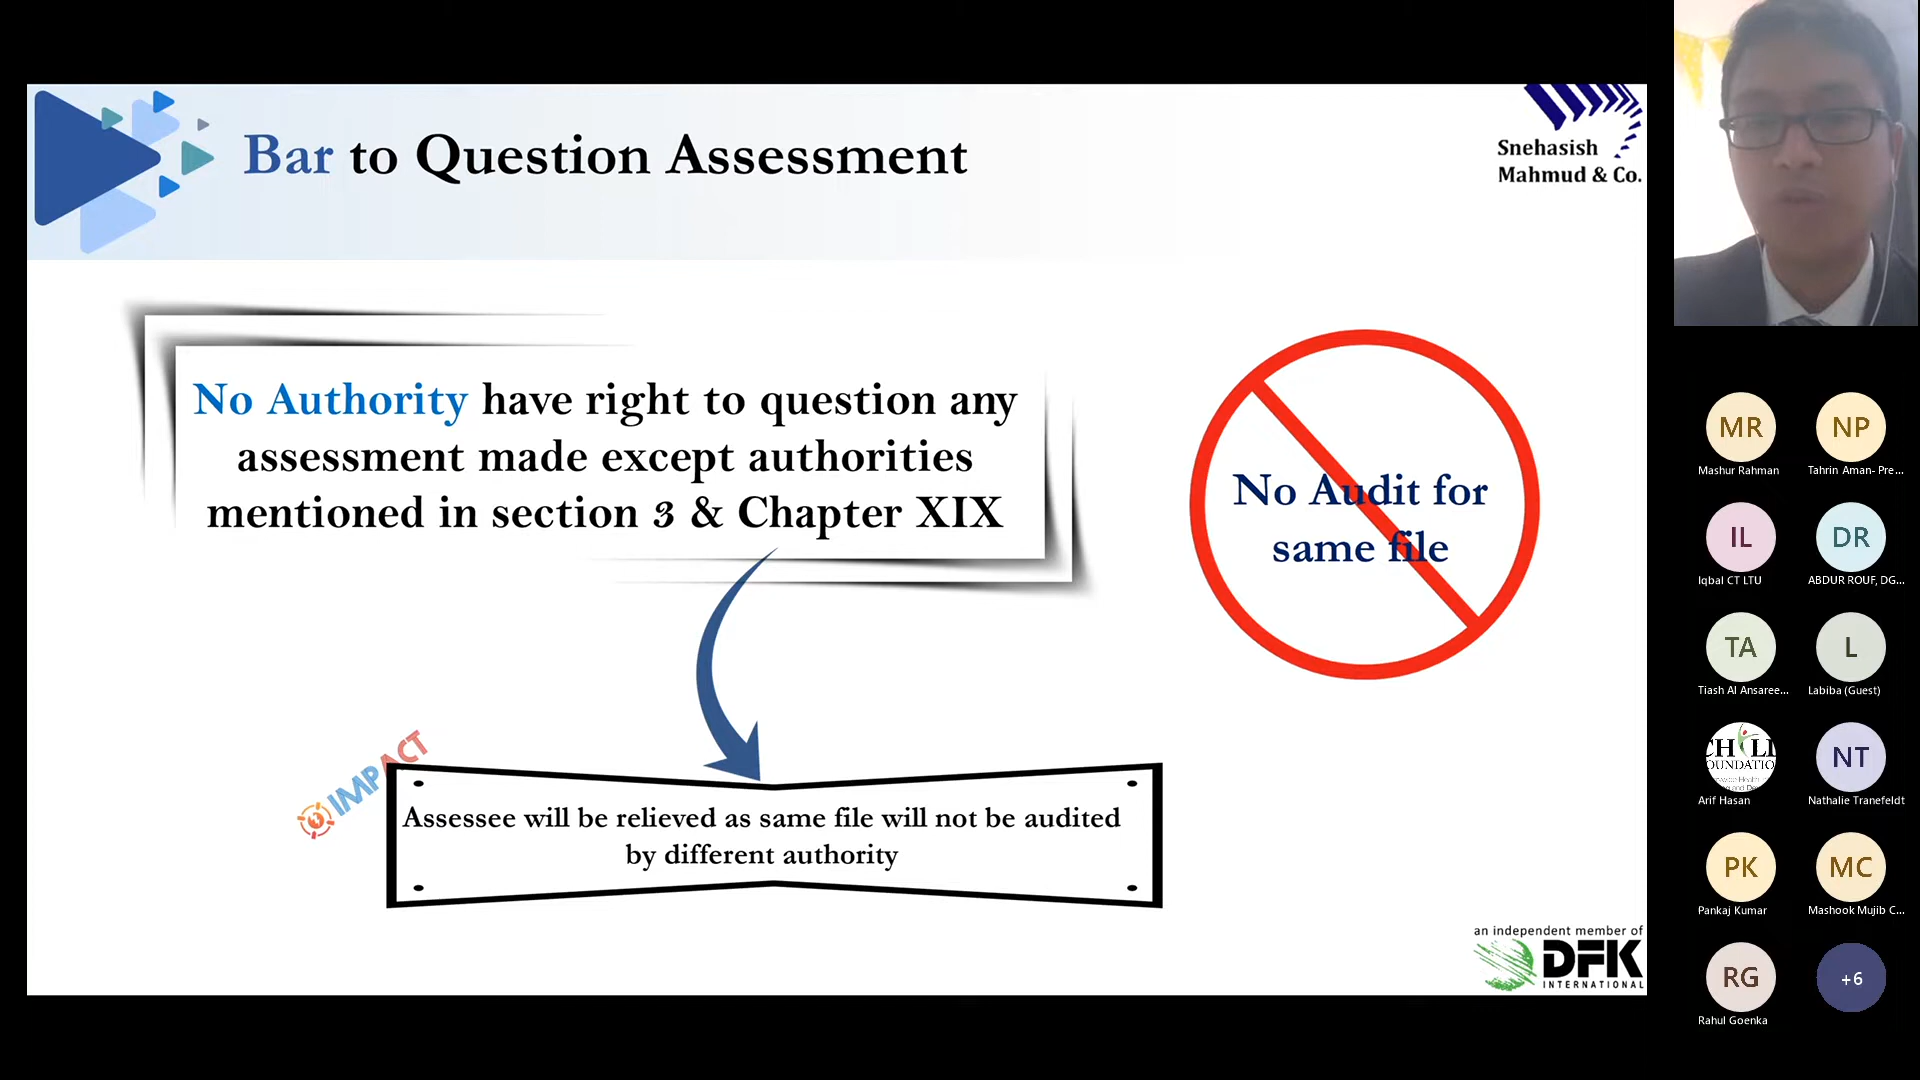 Bar to Question Assessment
Snehasish
Mahmud & Co.
No Authority have right to question any
assessment made except authorities
mentioned in section 3 & Chapter XIX
No Audit for
same file
IMPACT
Assessee will be relieved as same file will not be audited
by different authority
an independent member of
DFK
INTERNATIONAL
MR
Mashur Rahman
NP
Tahrin Aman- Pre...
IL
Iqbal CT LTU
DR
ABDUR ROUF, DG...
TA
Tiash Al Ansaree...
L
Labiba (Guest)
Arif Hasan
NT
Nathalie Tranefeldt
PK
Pankaj Kumar
MC
Mashook Mujib C...
RG
Rahul Goenka
+6